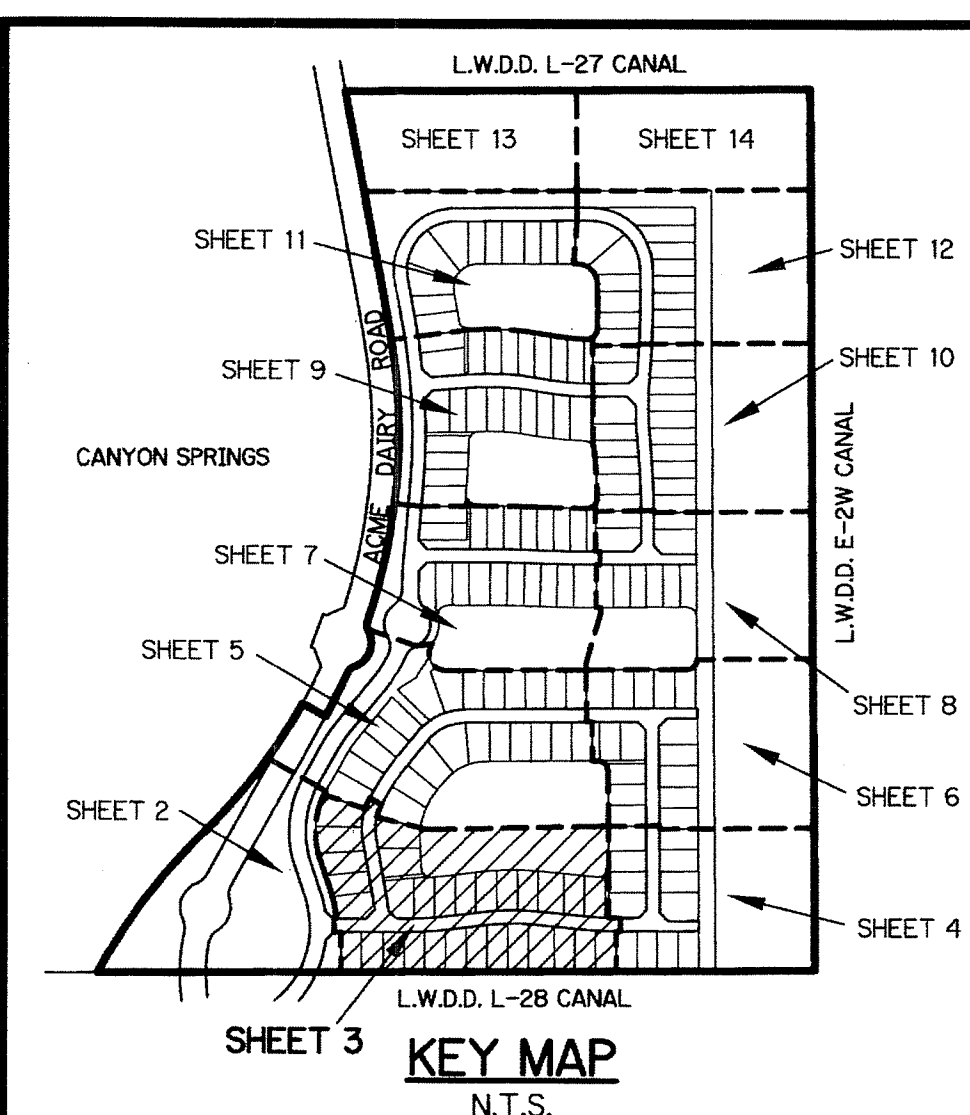 L.W.D.D. L-27 CANAL
SHEET 13
SHEET 14
SHEET 11
SHEET 12
ACME DAIRY ROAD
SHEET 9
SHEET 10
CANYON SPRINGS
L.W.D.D. E-2W CANAL
SHEET 7
SHEET 5
SHEET 8
SHEET 6
SHEET 2
SHEET 4
L.W.D.D. L-28 CANAL
SHEET 3
KEY MAP
N.T.S.